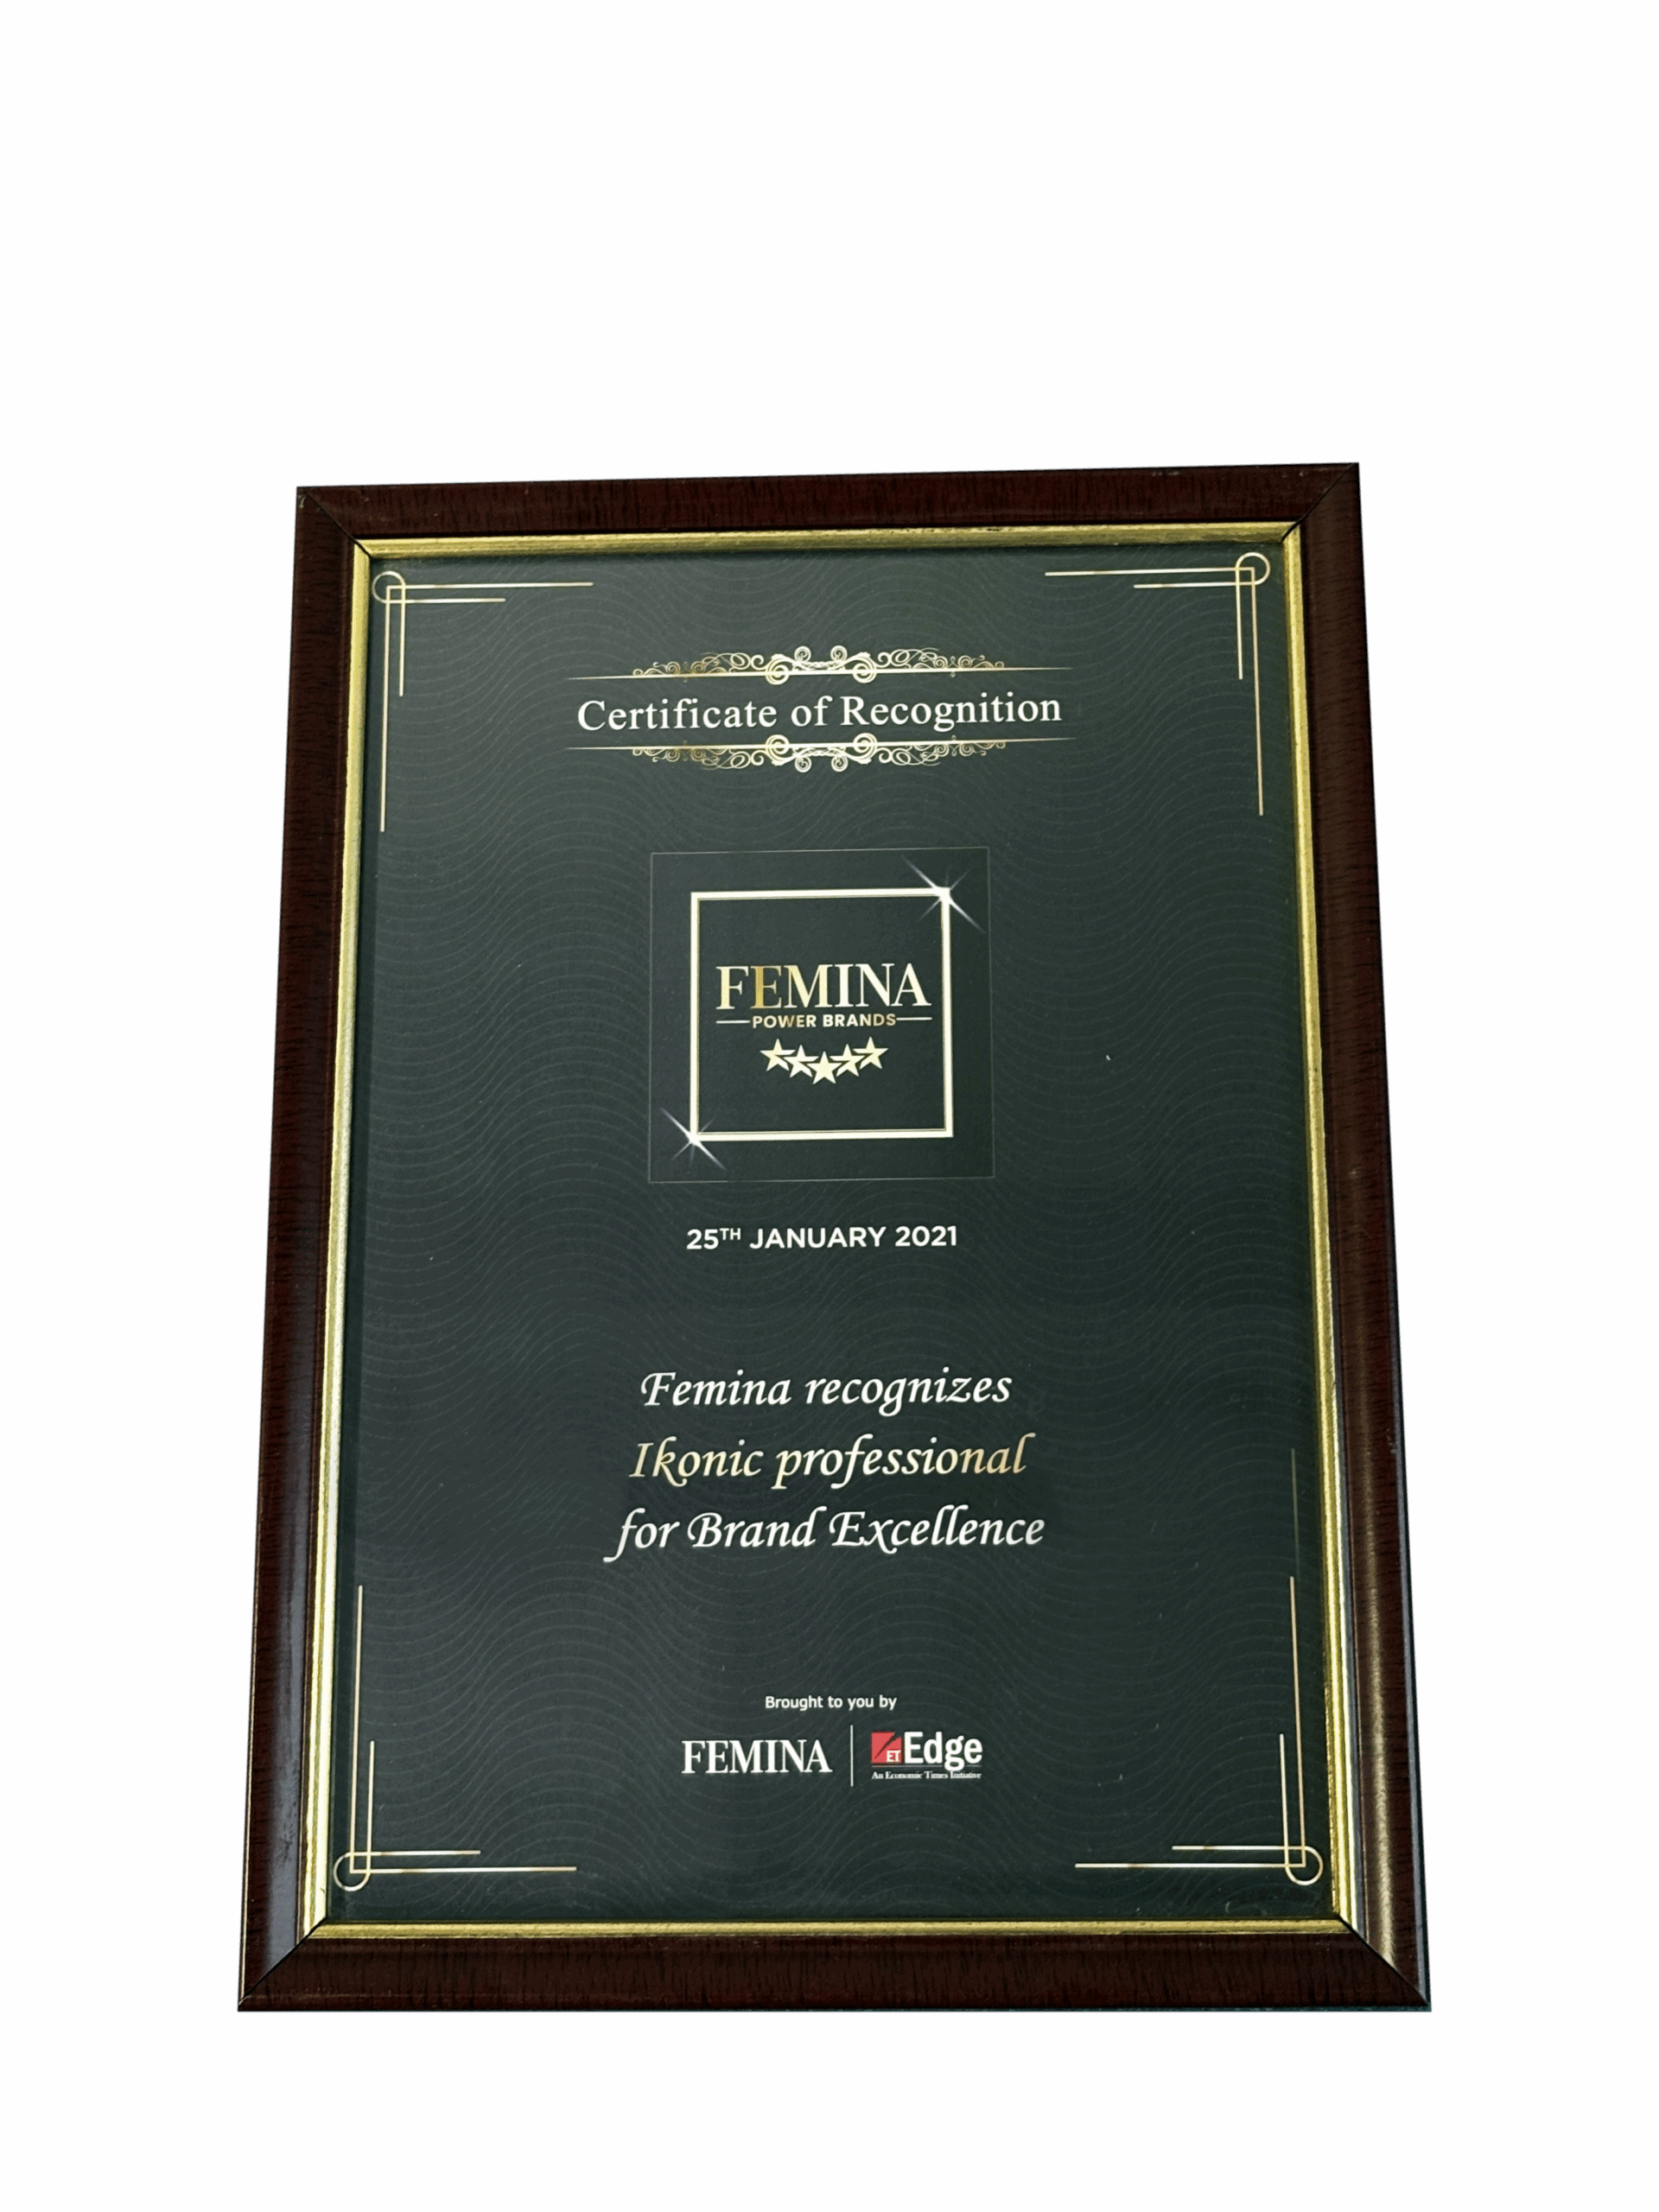 Certificate of Recognition
FEMINA
POWER BRANDS
25TH JANUARY 2021
Femina recognizes
Ikonic professional
for Brand Excellence
Brought to you by
FEMINA
ET Edge
An Economic Times Initiative